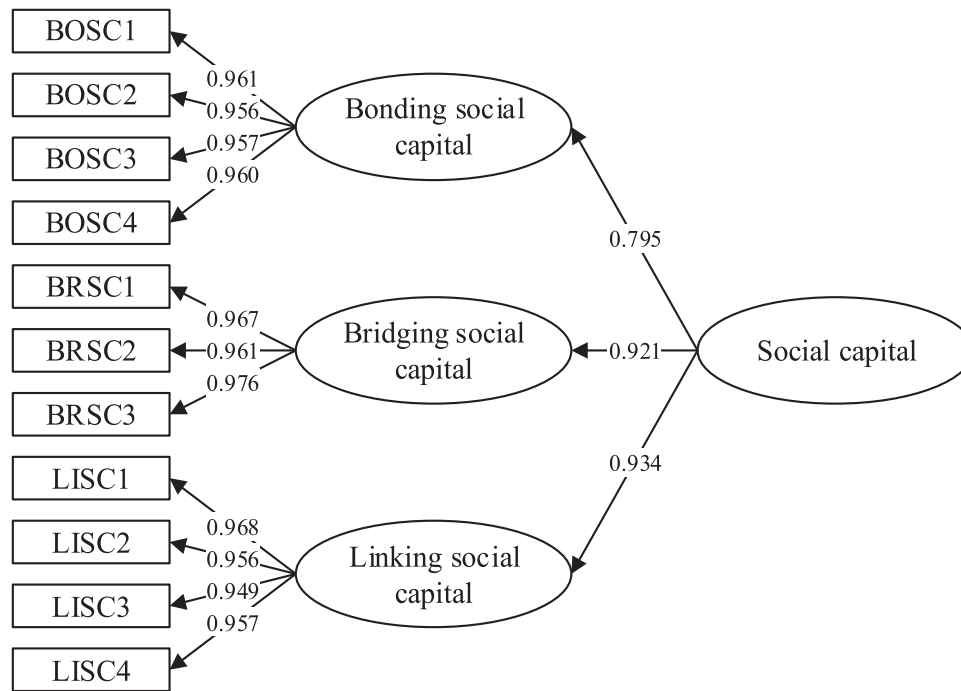 BOSC1
BOSC2
BOSC3
BOSC4
BRSC1
BRSC2
BRSC3
LISC1
LISC2
LISC3
LISC4
0.961
0.956
0.957
0.960
0.967
0.961
0.976
0.968
0.956
0.949
0.957
Bonding social
capital
Bridging social
capital
Linking social
capital
0.795
0.921
0.934
Social capital